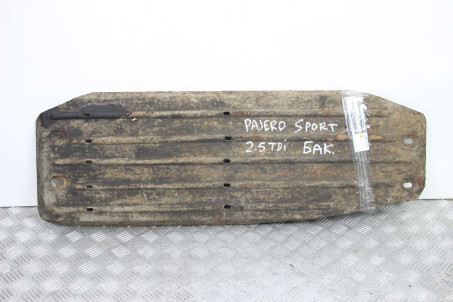 PAJERO SPORT
2.5TDi БАК.